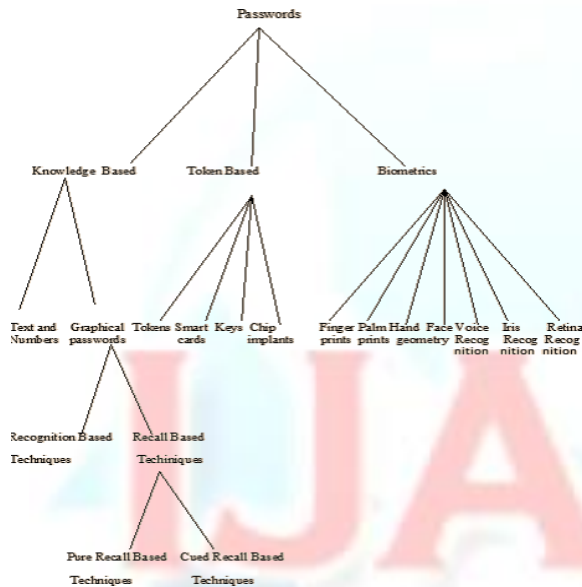 Passwords
Knowledge Based Token Based Biometrics
Text and Graphical Tokens Smart Keys Chip Finger Palm Hand Face Voice Iris Retina
Numbers passwords cards implants prints prints geometry Recog Recog Recog
nition nition nition
Recognition Based Recall Based
Techniques Techiniques
Pure Recall Based Cued Recall Based
Techniques Techniques
IJA